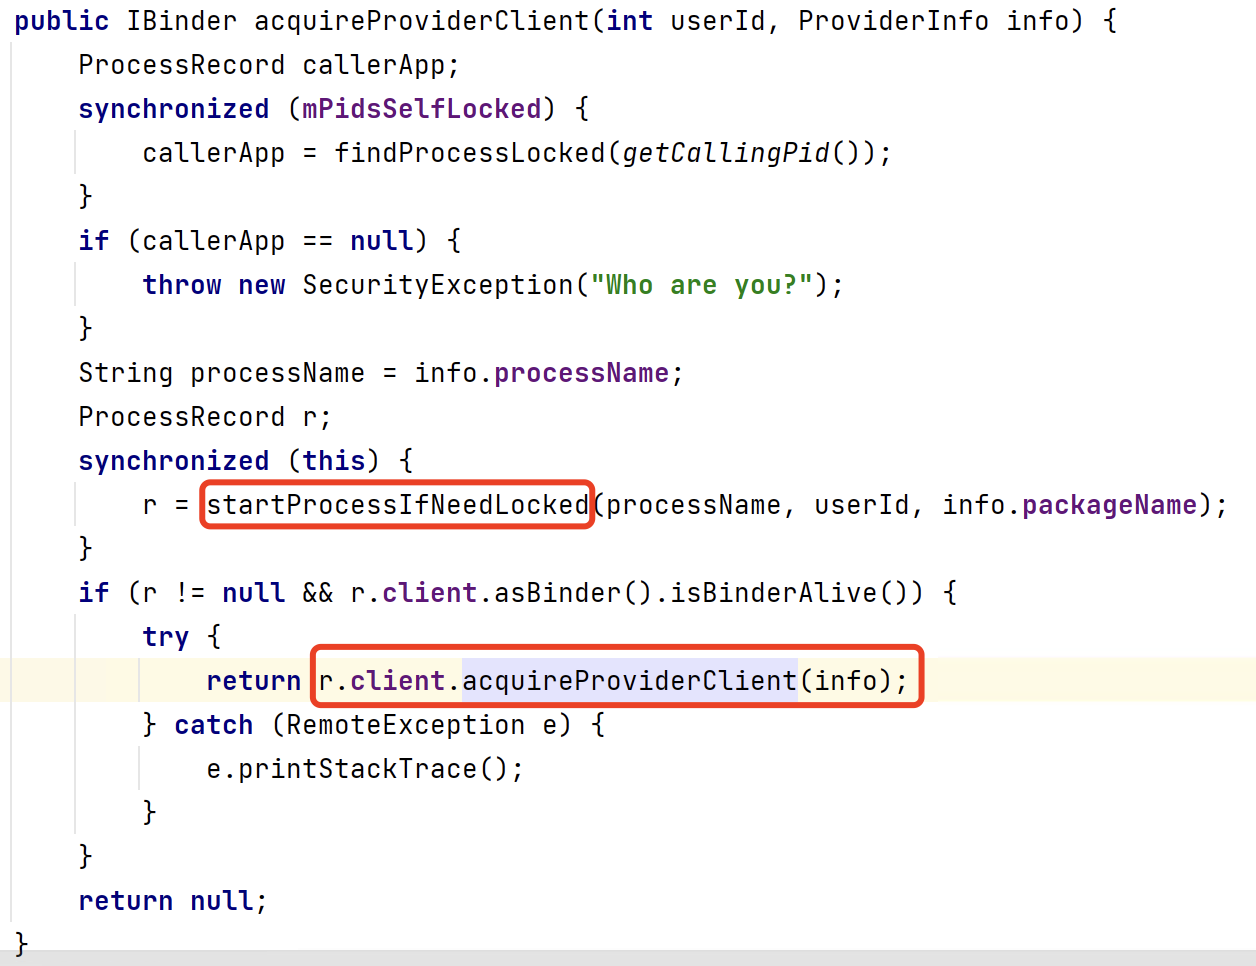 public IBinder acquireProviderClient(int userId, ProviderInfo info) {
ProcessRecord callerApp;
synchronized (mPidsSelfLocked) {
callerApp = findProcessLocked(getCallingPid());
}
if (callerApp == null) {
throw new SecurityException("Who are you?");
}
String processName = info.processName;
ProcessRecord r;
synchronized (this) {
r = startProcessIfNeedLocked(processName, userId, info.packageName);
}
if (r != null && r.client.asBinder().isBinderAlive()) {
try {
return r.client.acquireProviderClient(info);
} catch (RemoteException e) {
e.printStackTrace();
}
}
return null;
}